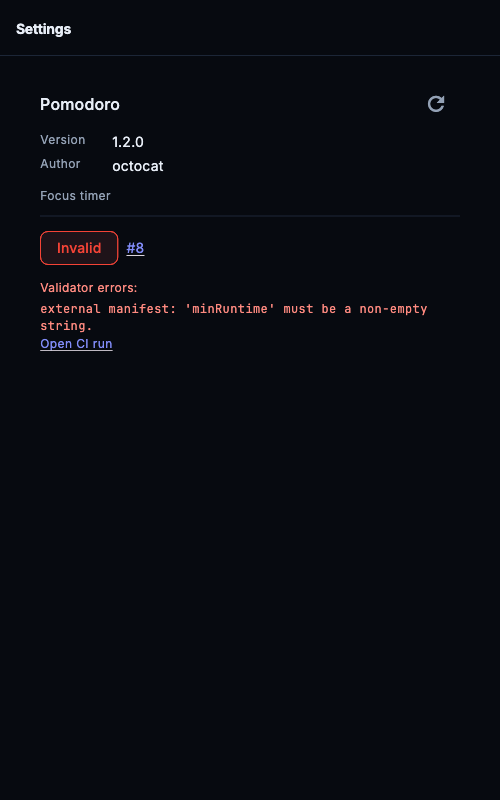 Settings
Pomodoro
Version 1.2.0
Author octocat
Focus timer
Invalid #8
Validator errors:
external manifest: 'minRuntime' must be a non-empty
string.
Open CI run